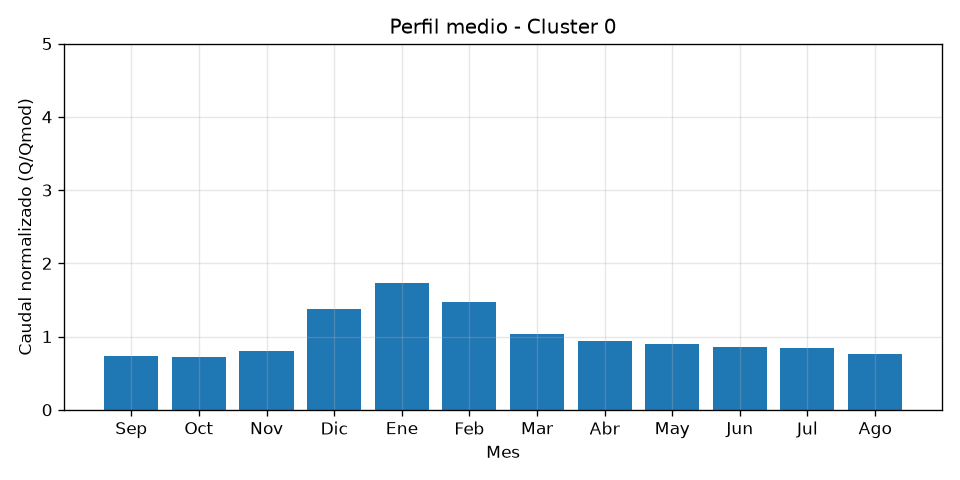 Perfil medio - Cluster 0
Caudal normalizado (Q/Qmod)
5
4
3
2
1
0
Sep Oct Nov Dic Ene Feb Mar Abr May Jun Jul Ago
Mes